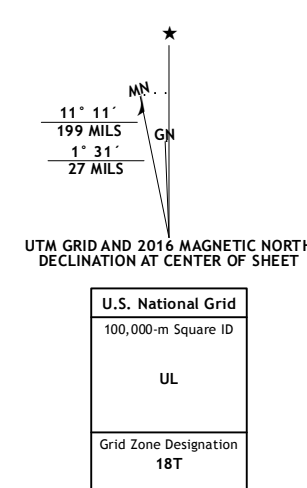 ★
MN
GN
11° 11´
199 MILS
1° 31´
27 MILS
UTM GRID AND 2016 MAGNETIC NORTH
DECLINATION AT CENTER OF SHEET
U.S. National Grid
100,000-m Square ID
UL
Grid Zone Designation
18T